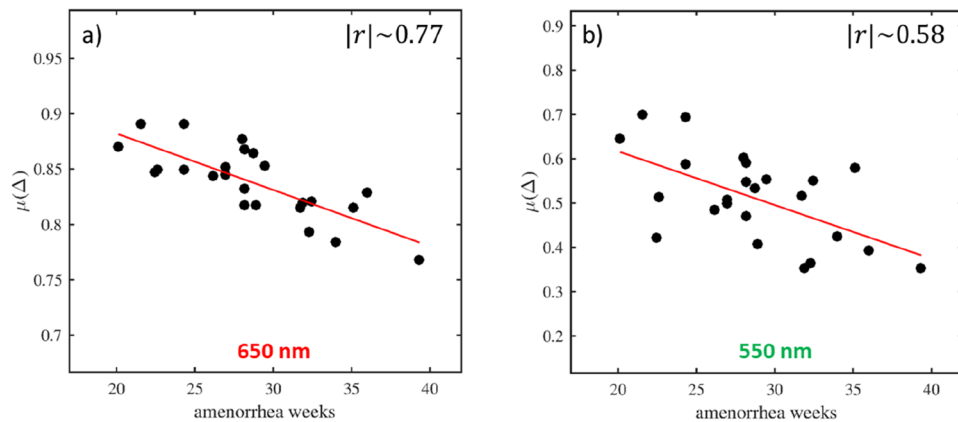 a)
|r|~0.77
0.95
0.9
0.85
0.8
0.75
0.7
μ(Δ)
650 nm
20 25 30 35 40
amenorrhea weeks
b)
|r|~0.58
0.9
0.8
0.7
0.6
0.5
0.4
0.3
0.2
μ(Δ)
550 nm
20 25 30 35 40
amenorrhea weeks